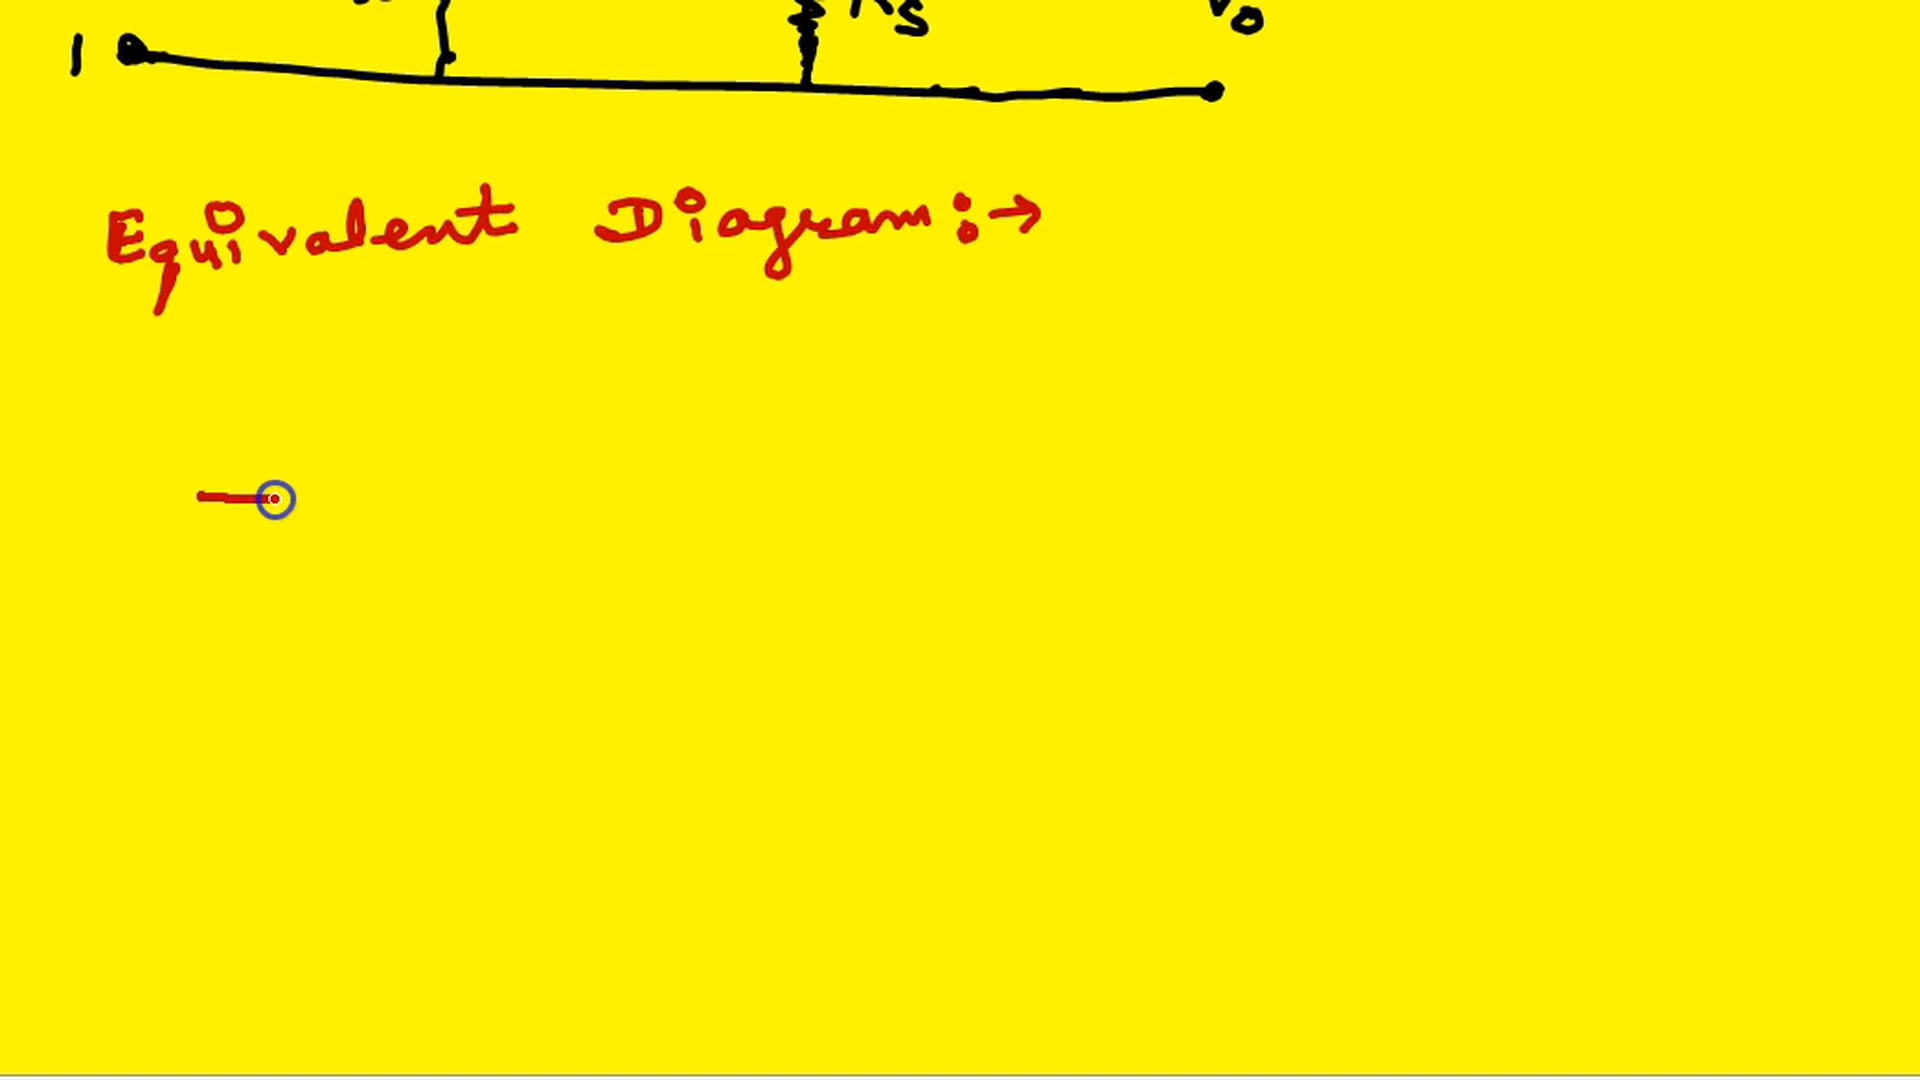 Rs Vo
1
Equivalent Diagram:→